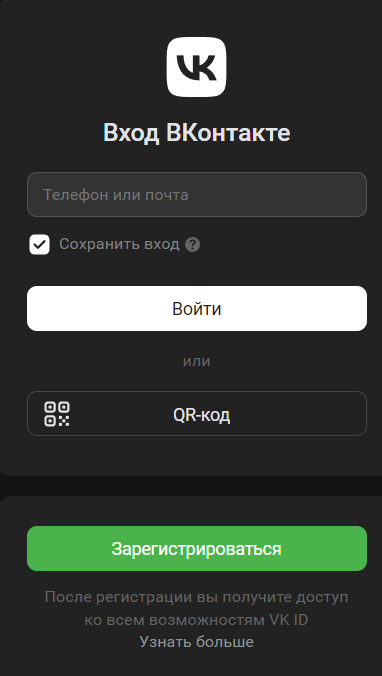 VK
Вход ВКонтакте
Телефон или почта
Сохранить вход ?
Войти
или
QR-код
Зарегистрироваться
После регистрации вы получите доступ
ко всем возможностям VK ID
Узнать больше